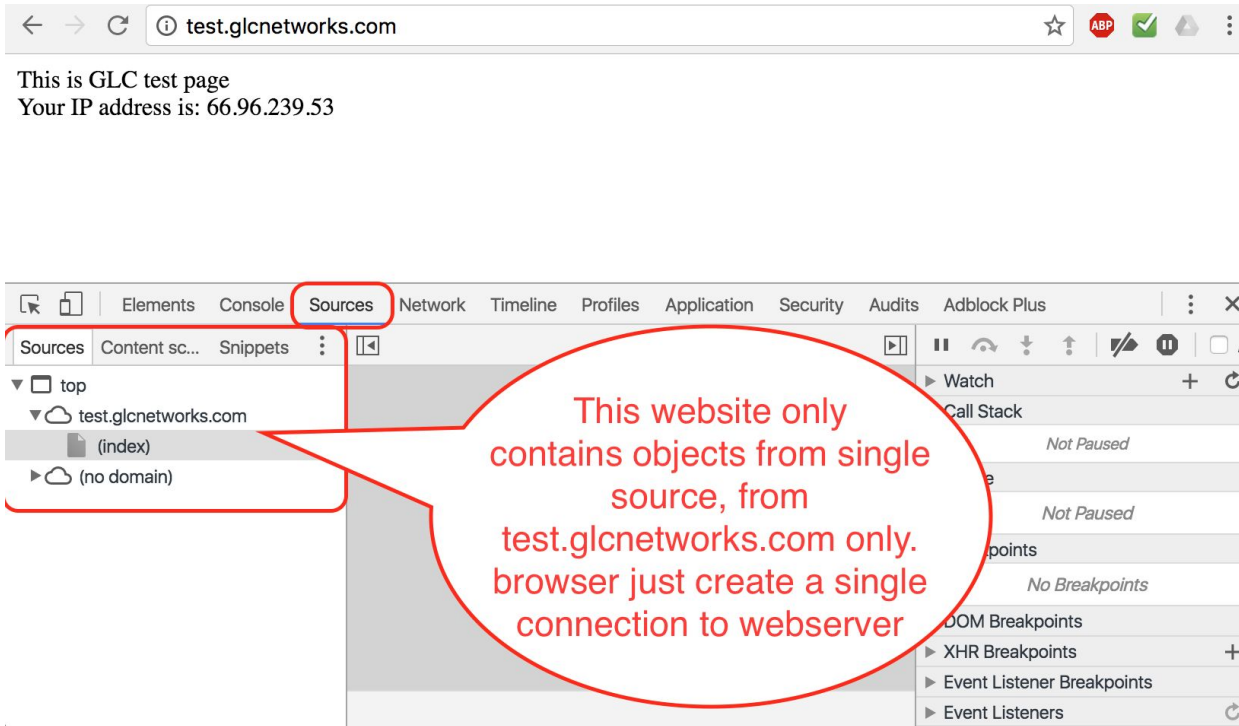 test.glcnetworks.com
ABP
This is GLC test page
Your IP address is: 66.96.239.53
Elements Console Sources Network Timeline Profiles Application Security Audits Adblock Plus
Sources Content sc... Snippets
top
test.glcnetworks.com
(index)
(no domain)
This website only
contains objects from single
source, from
test.glcnetworks.com only.
browser just create a single
connection to webserver
Watch
Call Stack
Not Paused
Not Paused
No Breakpoints
DOM Breakpoints
XHR Breakpoints
Event Listener Breakpoints
Event Listeners